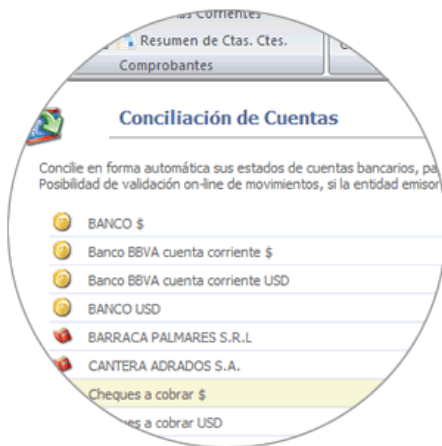 Corrientes
Resumen de Ctas. Ctes.
Comprobantes
Conciliación de Cuentas
Concilie en forma automática sus estados de cuentas bancarios,
Posibilidad de validación on-line de movimientos, si la entidad
BANCO $
Banco BBVA cuenta corriente $
Banco BBVA cuenta corriente USD
BANCO USD
BARRACA PALMARES S.R.L
CANTERA ADRADOS S.A.
Cheques a cobrar $
a cobrar USD